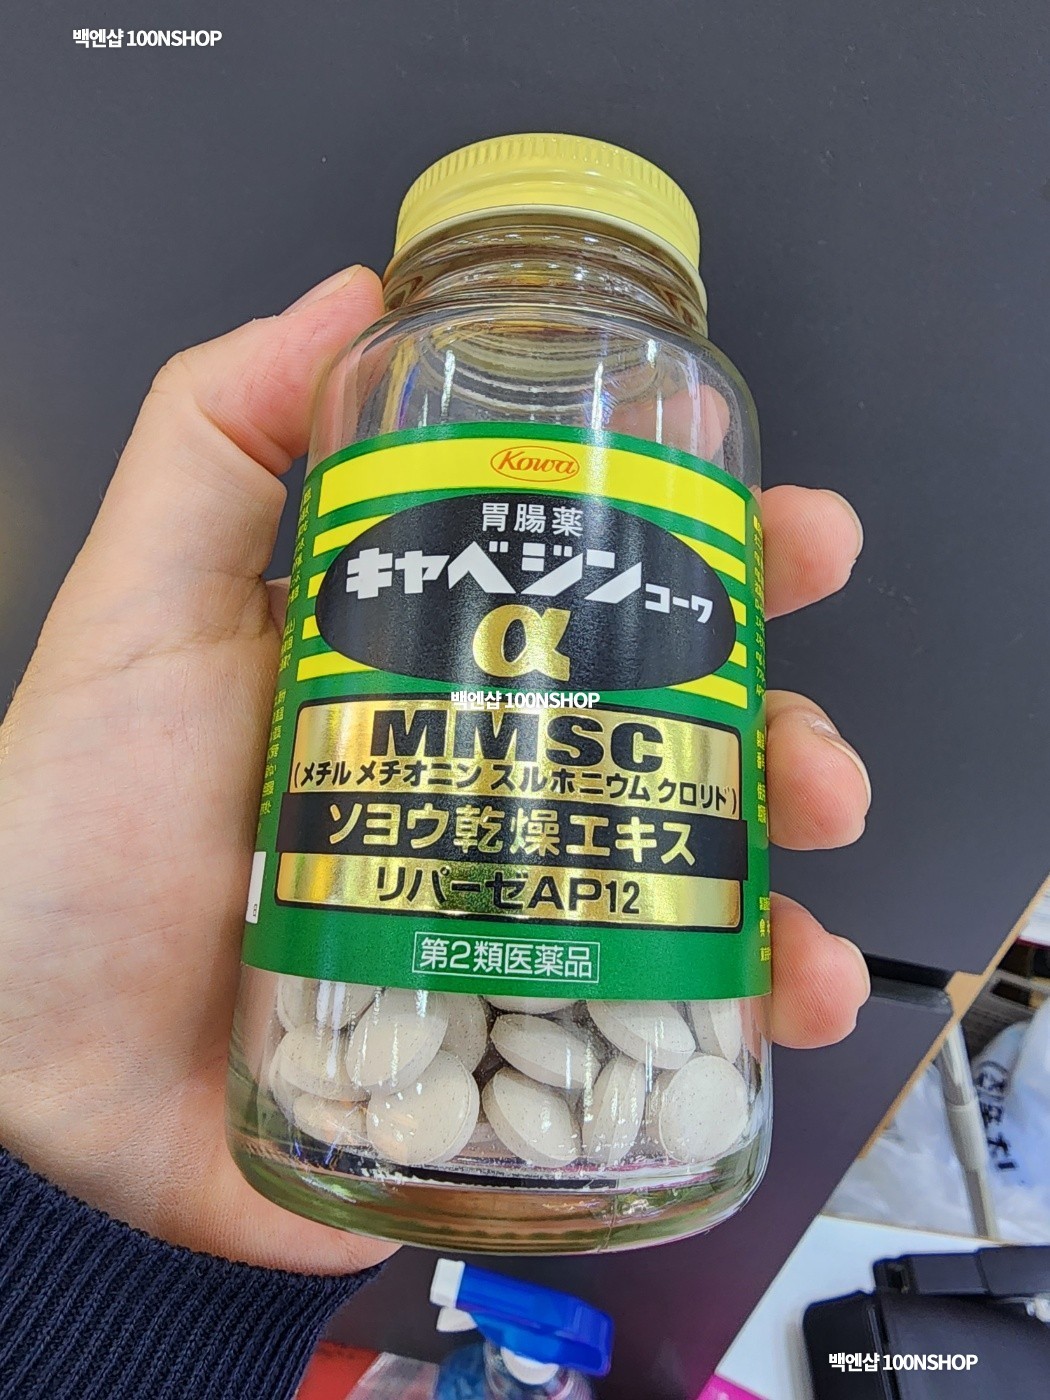 백엔샵 100NSHOP
Kowa
胃腸薬
キャベジンコーワ
α
백엔샵 100NSHOP
MMSC
(メチル メチオニン スルホニウム クロリド)
ソヨウ乾燥エキス
リパーゼAP12
第2類医薬品
백엔샵 100NSHOP